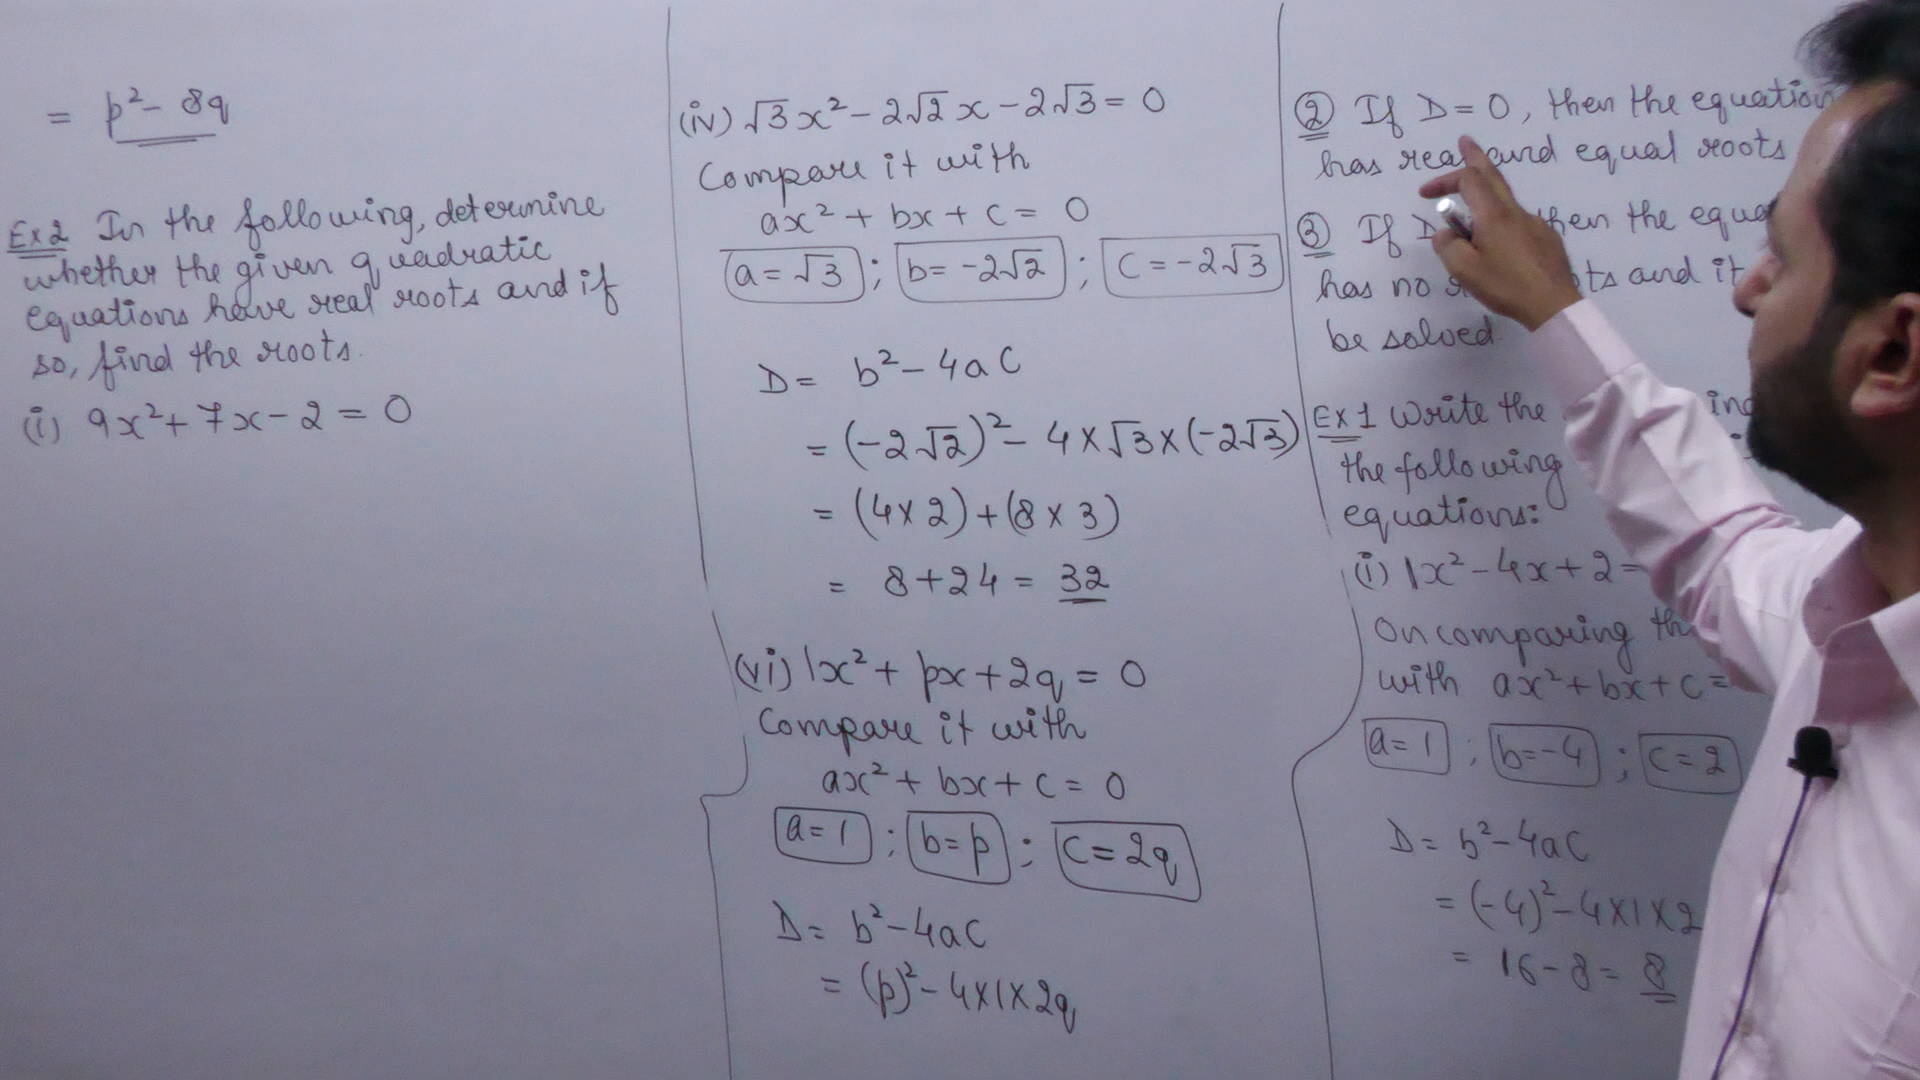 = p² - 8q
Ex2 In the following, determine
whether the given quadratic
equations have real roots and if
so, find the roots.
(i) 9x² + 7x - 2 = 0
(iv) √3x² - 2√2x - 2√3 = 0
Compare it with
ax² + bx + c = 0
a = √3 ; b = -2√2 ; c = -2√3
D = b² - 4ac
= (-2√2)² - 4×√3×(-2√3)
= (4×2)+(8×3)
= 8+24 = 32
(vi) 1x² + px + 2q = 0
Compare it with
ax² + bx + c = 0
a = 1 ; b = p ; c = 2q
D = b² - 4ac
= (p)² - 4×1×2q
② If D = 0, then the equation
has real and equal roots
③ If then the
has no and it
be solved.
Ex1 Write the
the following
equations:
(i) 1x² - 4x + 2 =
On comparing
with ax² + bx + c =
a = 1 ; b = -4 ; c = 2
D = b² - 4ac
= (-4)² - 4×1×2
= 16 - 8 = 8